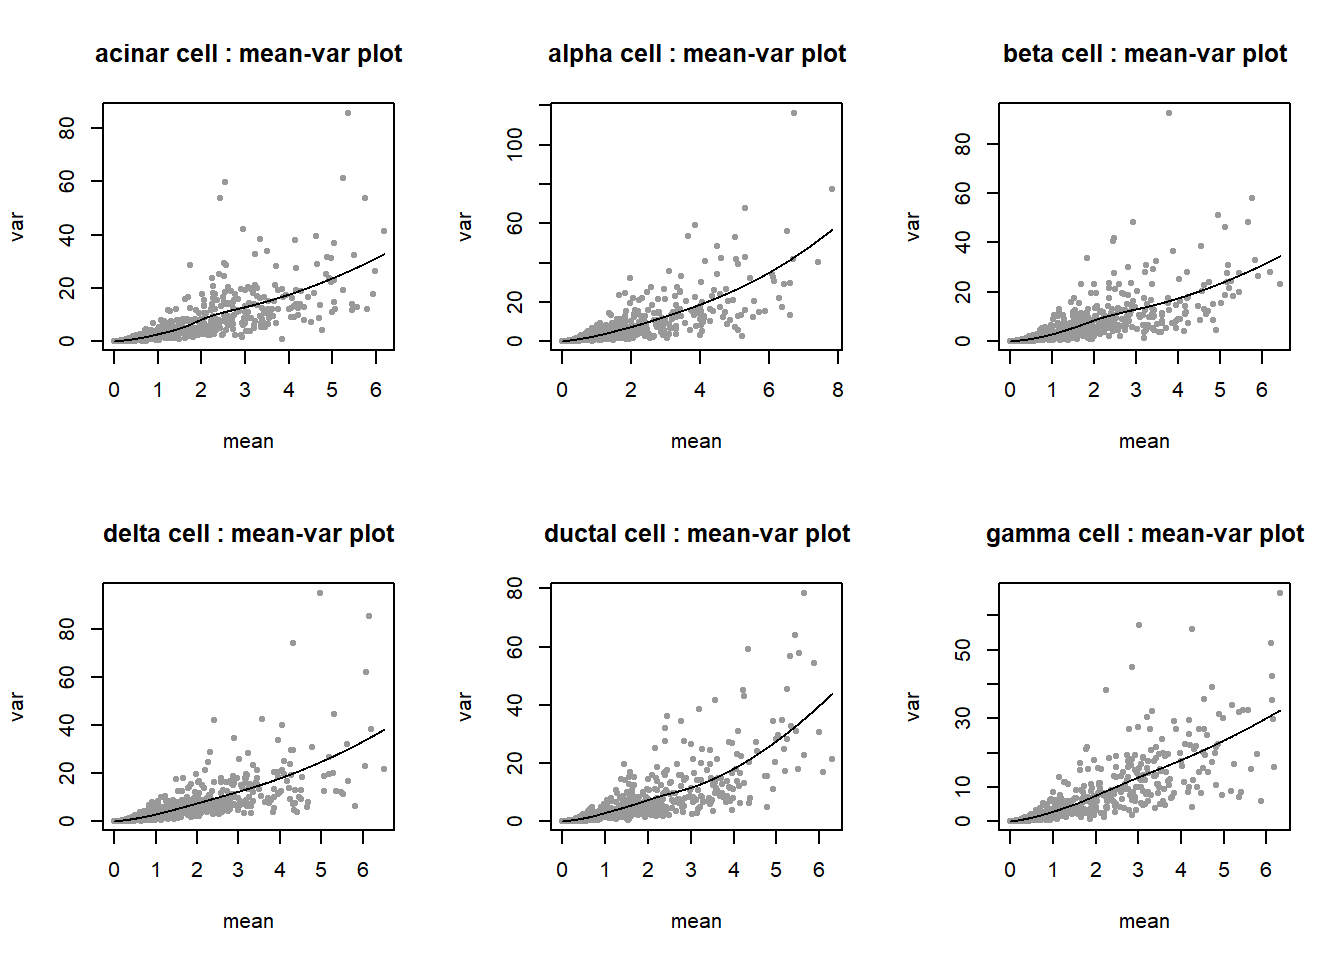 acinar cell : mean-var plot
var
0 20 40 60 80
0 1 2 3 4 5 6
mean
alpha cell : mean-var plot
var
0 20 60 100
0 2 4 6 8
mean
beta cell : mean-var plot
var
0 20 40 60 80
0 1 2 3 4 5 6
mean
delta cell : mean-var plot
var
0 20 40 60 80
0 1 2 3 4 5 6
mean
ductal cell : mean-var plot
var
0 20 40 60 80
0 1 2 3 4 5 6
mean
gamma cell : mean-var plot
var
0 10 30 50
0 1 2 3 4 5 6
mean